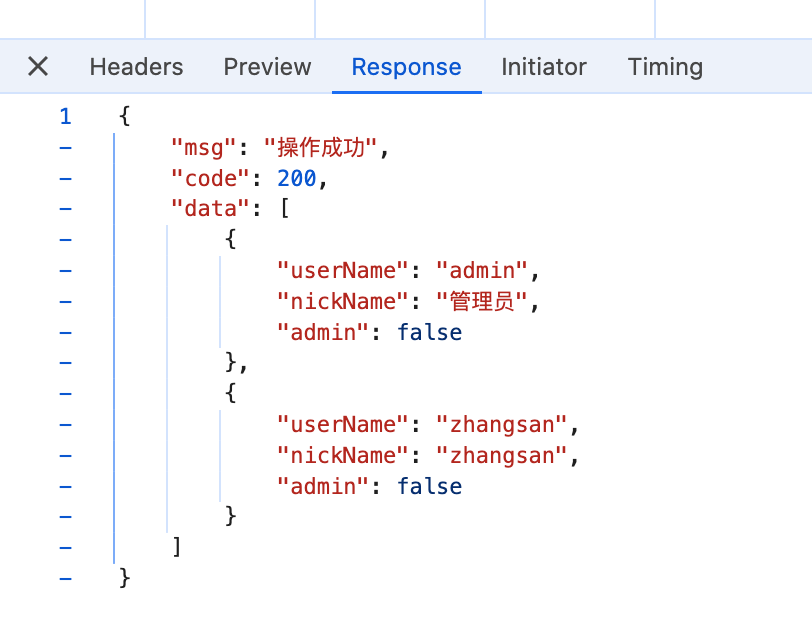 Headers Preview Response Initiator Timing
1 {
– "msg": "操作成功",
– "code": 200,
– "data": [
– {
– "userName": "admin",
– "nickName": "管理员",
– "admin": false
– },
– {
– "userName": "zhangsan",
– "nickName": "zhangsan",
– "admin": false
– }
– ]
– }